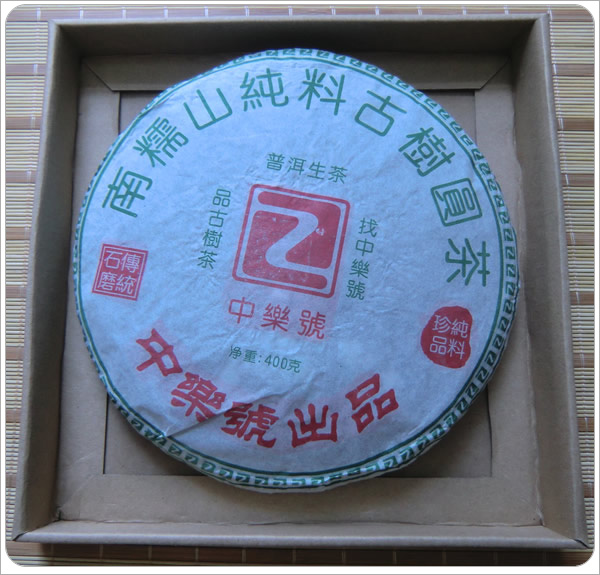 南糯山純料古樹圓茶
普洱生茶
品古樹茶
找中樂號
中樂號
净重:400克
傳統
石磨
純料
珍品
中樂號出品